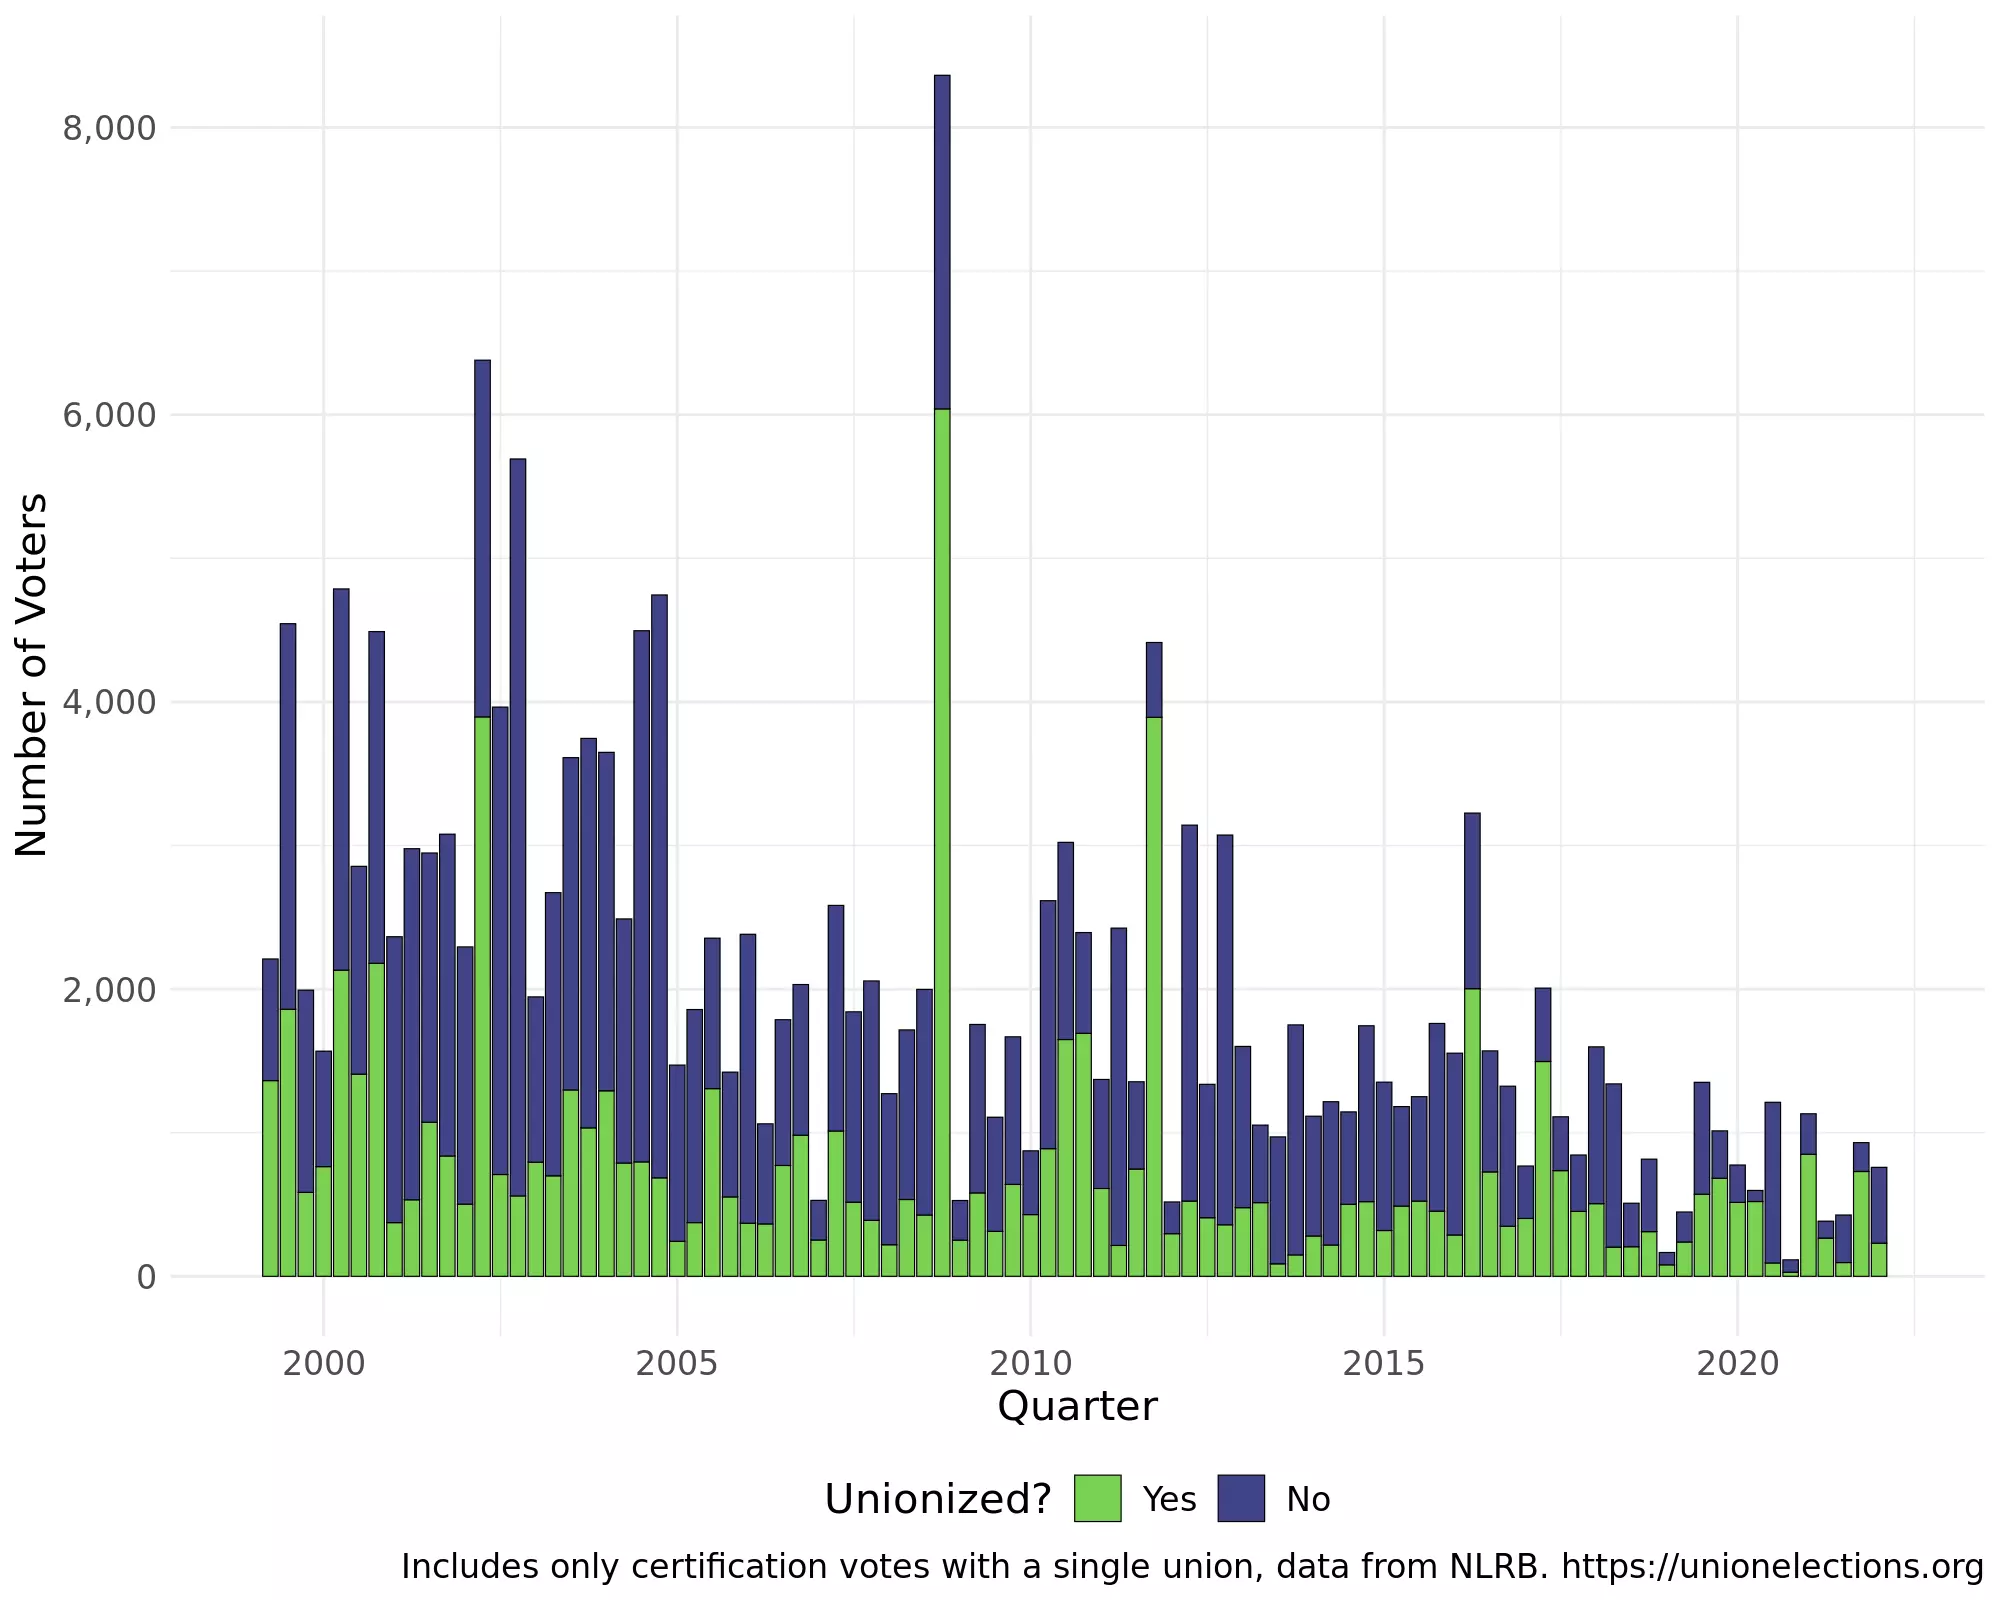 8,000
6,000
4,000
2,000
0
Number of Voters
2000 2005 2010 2015 2020
Quarter
Unionized? Yes No
Includes only certification votes with a single union, data from NLRB. https://unionelections.org